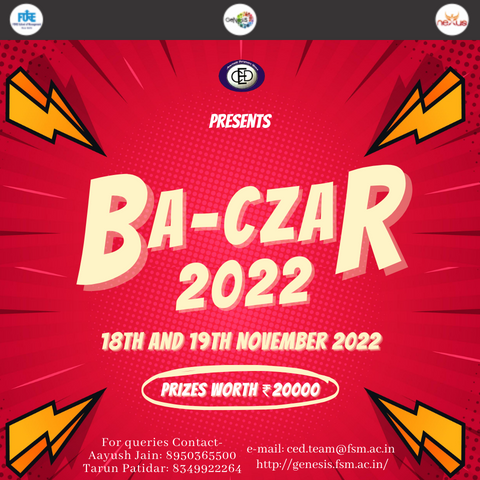 FORE
PRESENTS
BA-CZAR
2022
18TH AND 19TH NOVEMBER 2022
PRIZES WORTH ₹20000
For queries Contact-
Aayush Jain: 8950365500
Tarun Patidar: 8349922264
e-mail: ced.team@fsm.ac.in
http://genesis.fsm.ac.in/